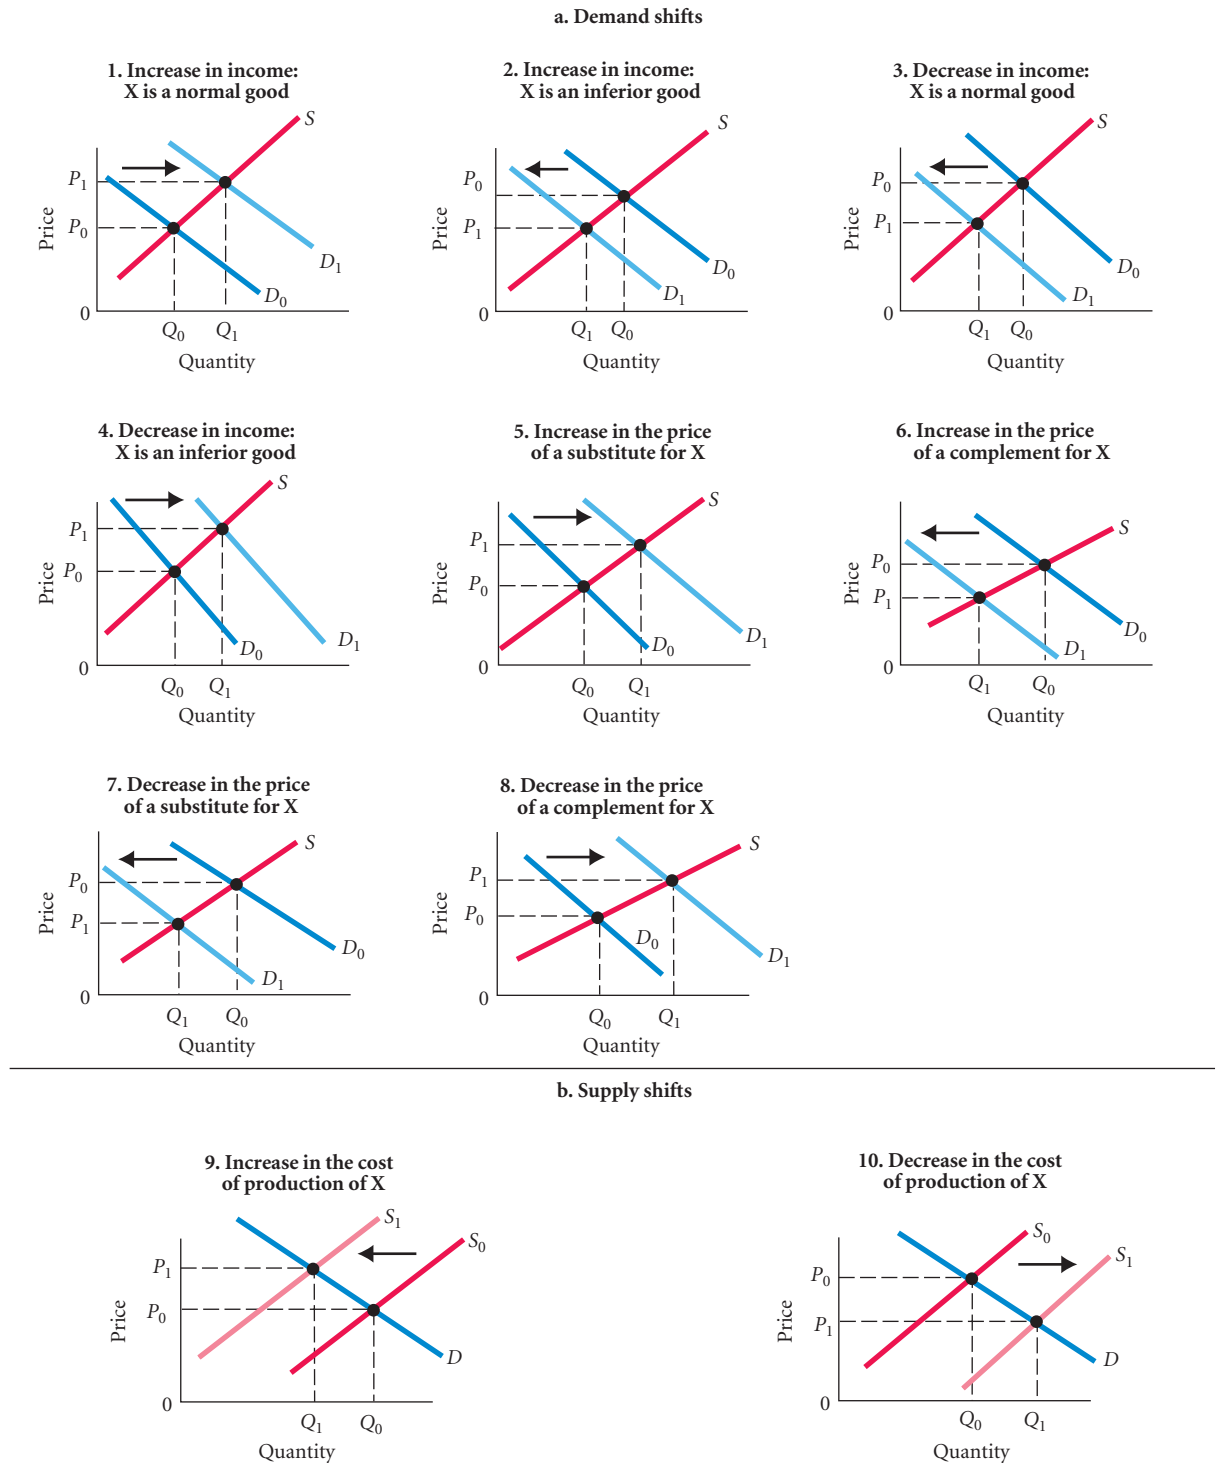 a. Demand shifts
1. Increase in income:
X is a normal good
S
P₁
P₀
Price
D₁
D₀
0
Q₀ Q₁
Quantity
2. Increase in income:
X is an inferior good
S
P₀
P₁
Price
D₀
D₁
0
Q₁ Q₀
Quantity
3. Decrease in income:
X is a normal good
S
P₀
P₁
Price
D₀
D₁
0
Q₁ Q₀
Quantity
4. Decrease in income:
X is an inferior good
S
P₁
P₀
Price
D₀
D₁
0
Q₀ Q₁
Quantity
5. Increase in the price
of a substitute for X
S
P₁
P₀
Price
D₀
D₁
0
Q₀ Q₁
Quantity
6. Increase in the price
of a complement for X
S
P₀
P₁
Price
D₀
D₁
0
Q₁ Q₀
Quantity
7. Decrease in the price
of a substitute for X
S
P₀
P₁
Price
D₀
D₁
0
Q₁ Q₀
Quantity
8. Decrease in the price
of a complement for X
S
P₁
P₀
Price
D₀
D₁
0
Q₀ Q₁
Quantity
b. Supply shifts
9. Increase in the cost
of production of X
S₁
S₀
P₁
P₀
Price
D
0
Q₁ Q₀
Quantity
10. Decrease in the cost
of production of X
S₀
S₁
P₀
P₁
Price
D
0
Q₀ Q₁
Quantity